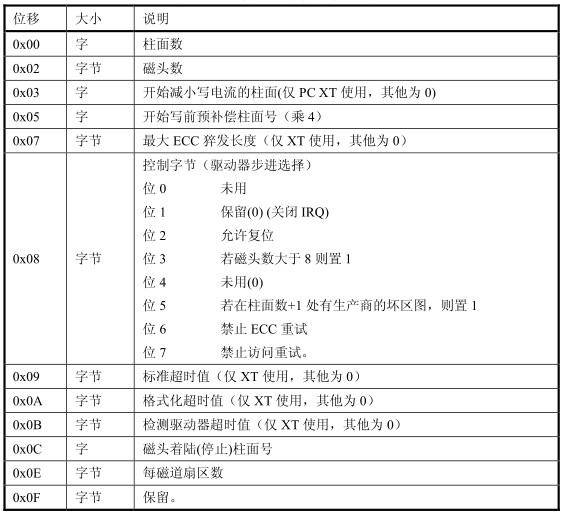 位移 大小 说明
0x00 字 柱面数
0x02 字节 磁头数
0x03 字 开始减小写电流的柱面(仅 PC XT 使用，其他为 0)
0x05 字 开始写前预补偿柱面号（乘 4）
0x07 字节 最大 ECC 猝发长度（仅 XT 使用，其他为 0）
控制字节（驱动器步进选择）
位 0 未用
位 1 保留(0) (关闭 IRQ)
位 2 允许复位
0x08 字节 位 3 若磁头数大于 8 则置 1
位 4 未用(0)
位 5 若在柱面数+1 处有生产商的坏区图，则置 1
位 6 禁止 ECC 重试
位 7 禁止访问重试。
0x09 字节 标准超时值（仅 XT 使用，其他为 0）
0x0A 字节 格式化超时值（仅 XT 使用，其他为 0）
0x0B 字节 检测驱动器超时值（仅 XT 使用，其他为 0）
0x0C 字 磁头着陆(停止)柱面号
0x0E 字节 每磁道扇区数
0x0F 字节 保留。